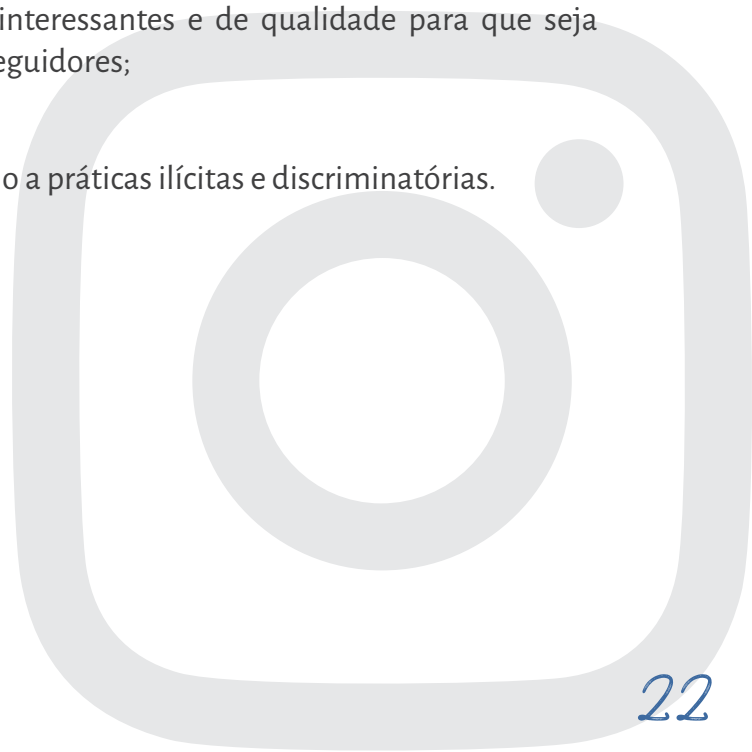 interessantes e de qualidade para que seja
eguidores;
o a práticas ilícitas e discriminatórias.
22